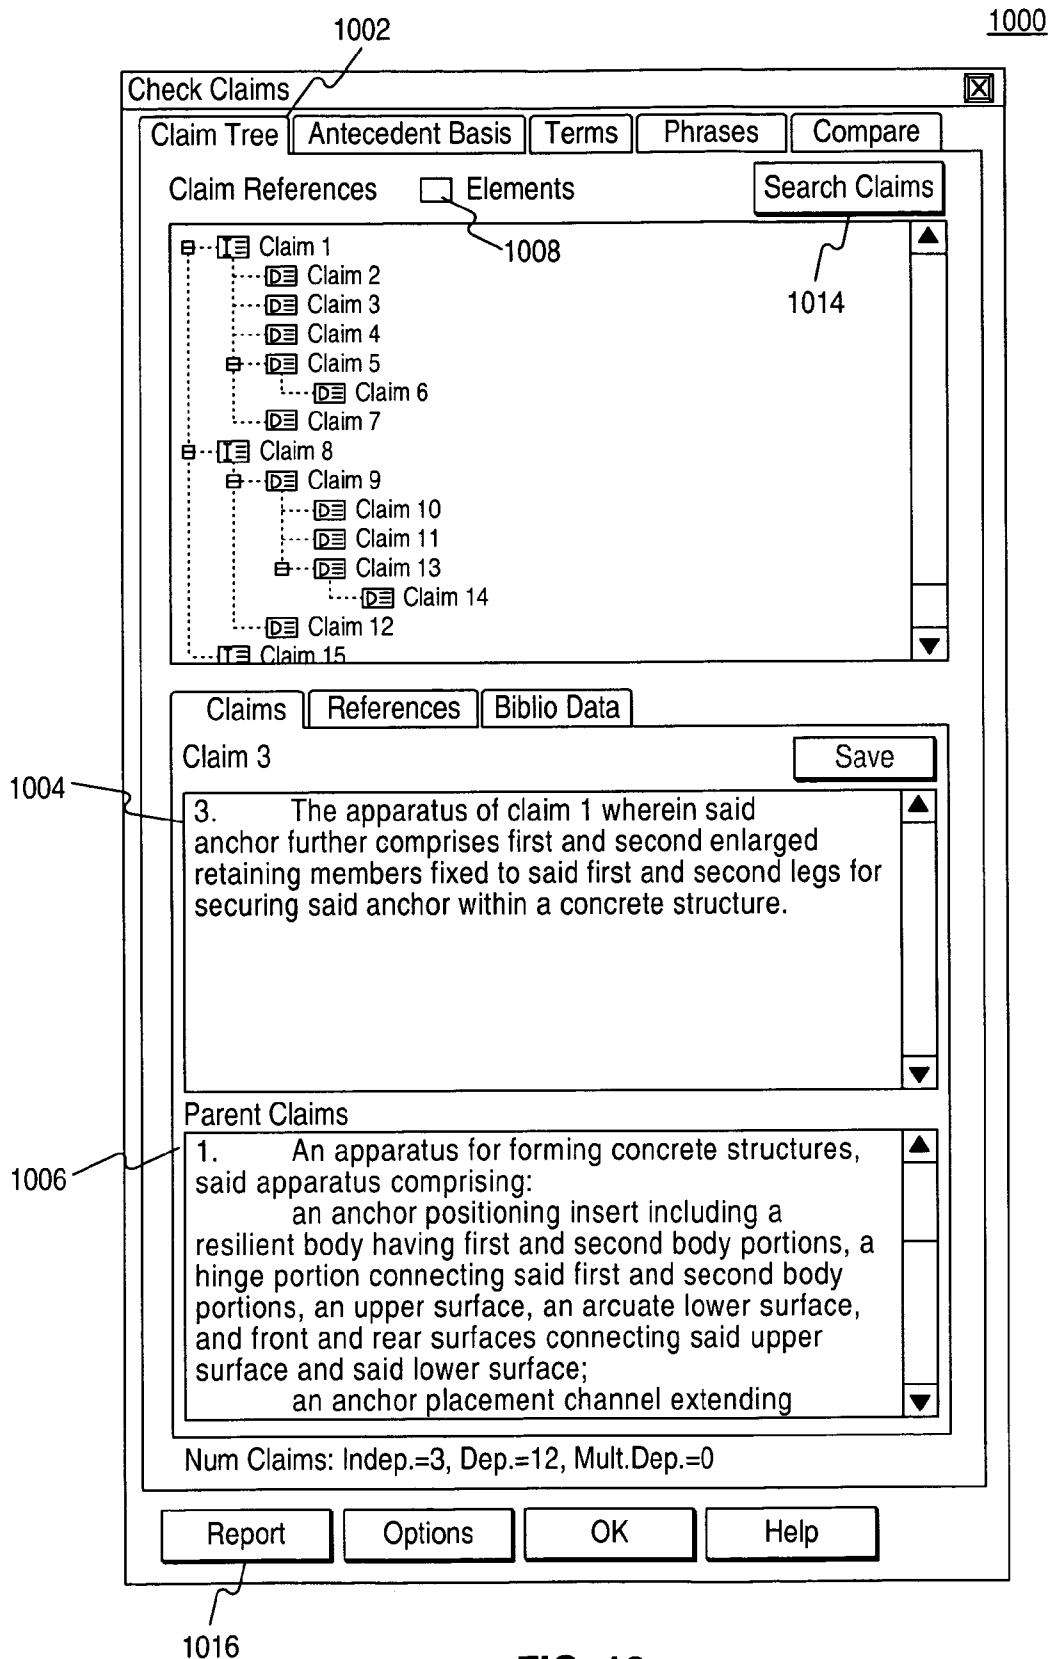 1000
1002
Check Claims
Claim Tree Antecedent Basis Terms Phrases Compare
Claim References Elements Search Claims
1008
1014
Claim 1
Claim 2
Claim 3
Claim 4
Claim 5
Claim 6
Claim 7
Claim 8
Claim 9
Claim 10
Claim 11
Claim 13
Claim 14
Claim 12
Claim 15
Claims References Biblio Data
Claim 3 Save
1004
3. The apparatus of claim 1 wherein said
anchor further comprises first and second enlarged
retaining members fixed to said first and second legs for
securing said anchor within a concrete structure.
Parent Claims
1006
1. An apparatus for forming concrete structures,
said apparatus comprising:
an anchor positioning insert including a
resilient body having first and second body portions, a
hinge portion connecting said first and second body
portions, an upper surface, an arcuate lower surface,
and front and rear surfaces connecting said upper
surface and said lower surface;
an anchor placement channel extending
Num Claims: Indep.=3, Dep.=12, Mult.Dep.=0
Report Options OK Help
1016